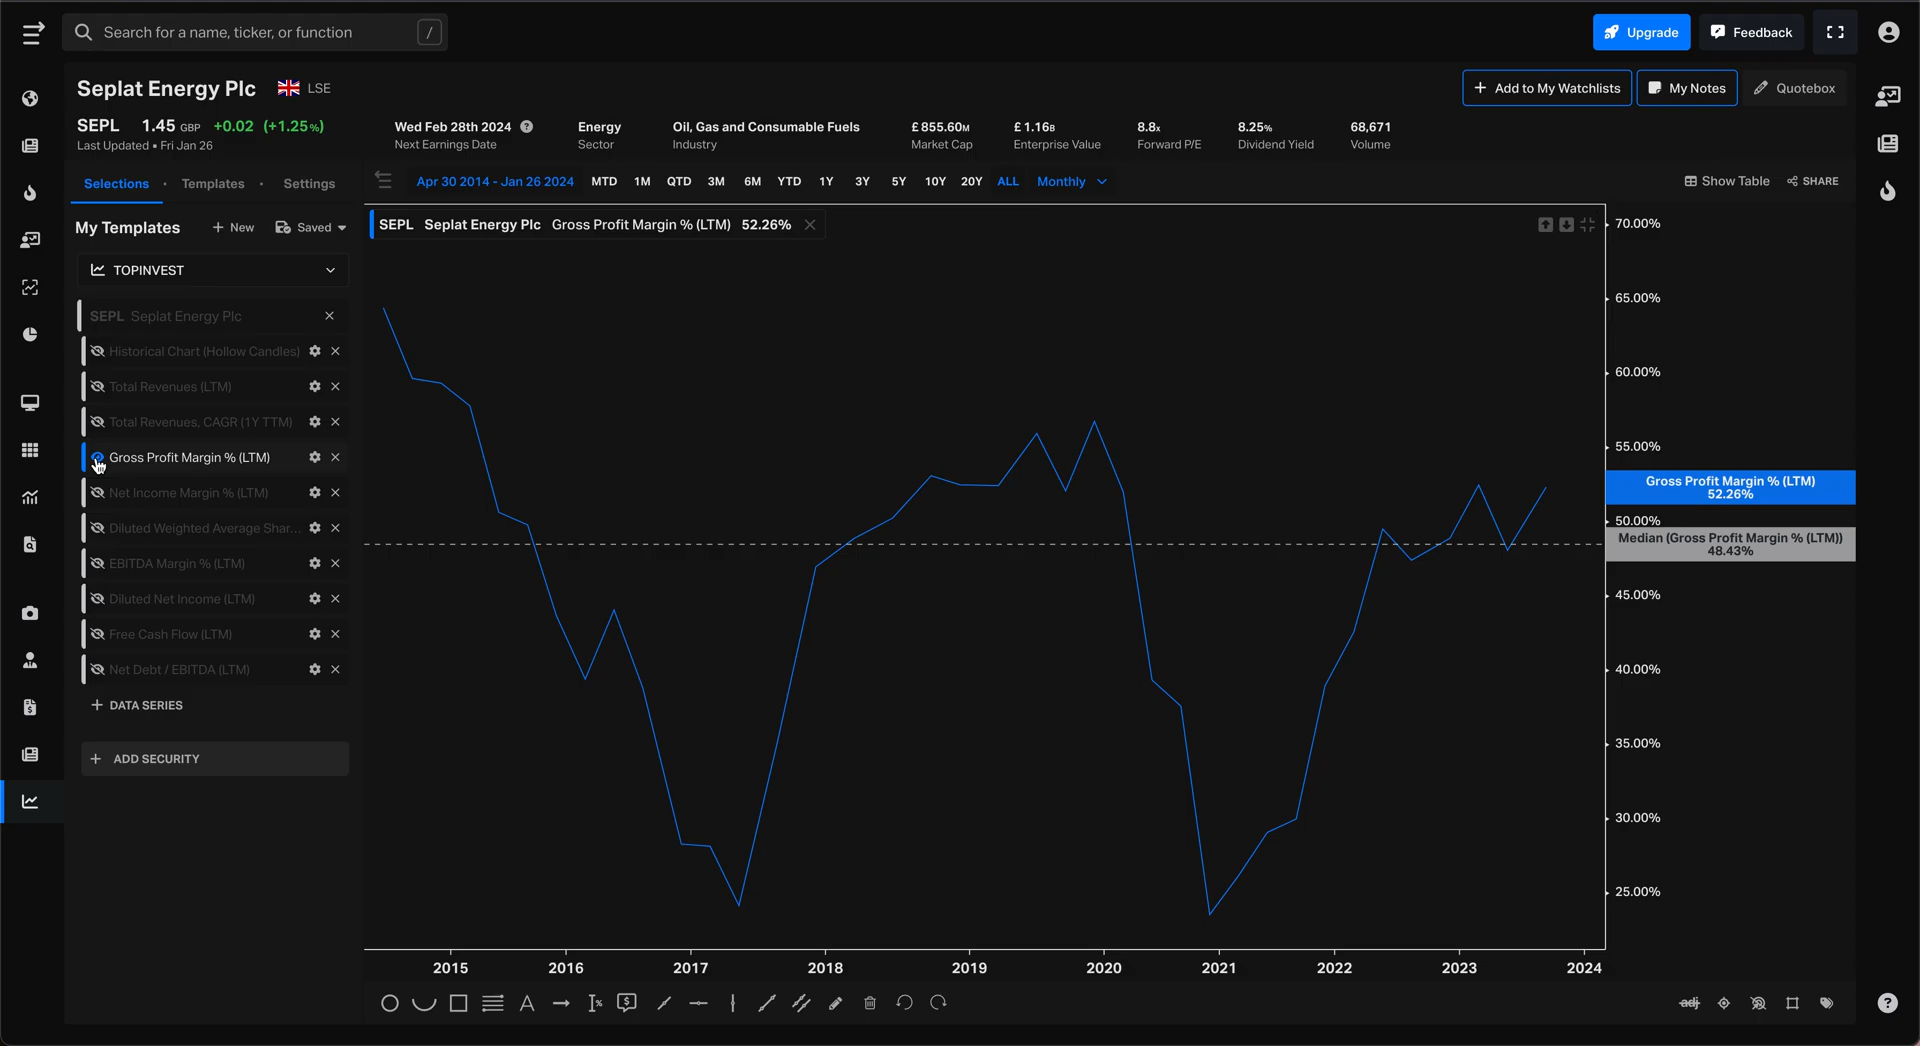 Search for a name, ticker, or function /
Upgrade
Feedback
Seplat Energy Plc LSE
Add to My Watchlists
My Notes
Quotebox
SEPL 1.45 GBP +0.02 (+1.25%)
Last Updated • Fri Jan 26
Wed Feb 28th 2024 ?
Next Earnings Date
Energy
Sector
Oil, Gas and Consumable Fuels
Industry
£855.60M
Market Cap
£1.16B
Enterprise Value
8.8x
Forward P/E
8.25%
Dividend Yield
68,671
Volume
Selections • Templates • Settings
Apr 30 2014 - Jan 26 2024 MTD 1M QTD 3M 6M YTD 1Y 3Y 5Y 10Y 20Y ALL Monthly
Show Table
SHARE
My Templates + New Saved
TOPINVEST
SEPL Seplat Energy Plc
Historical Chart (Hollow Candles)
Total Revenues (LTM)
Total Revenues, CAGR (1Y TTM)
Gross Profit Margin % (LTM)
Net Income Margin % (LTM)
Diluted Weighted Average Shar...
EBITDA Margin % (LTM)
Diluted Net Income (LTM)
Free Cash Flow (LTM)
Net Debt / EBITDA (LTM)
+ DATA SERIES
+ ADD SECURITY
SEPL Seplat Energy Plc Gross Profit Margin % (LTM) 52.26%
70.00%
65.00%
60.00%
55.00%
Gross Profit Margin % (LTM)
52.26%
50.00%
Median (Gross Profit Margin % (LTM))
48.43%
45.00%
40.00%
35.00%
30.00%
25.00%
2015 2016 2017 2018 2019 2020 2021 2022 2023 2024
adj
?